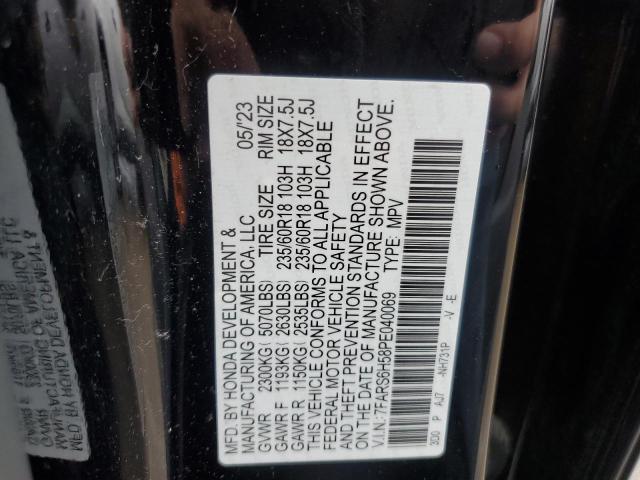 MFD. BY HONDA DEVELOPMENT &
MANUFACTURING OF AMERICA, LLC 05/'23
GVWR 2300KG( 5070LBS) TIRE SIZE RIM SIZE
GAWR F 1193KG( 2630LBS) 235/60R18 103H 18X7.5J
GAWR R 1150KG( 2535LBS) 235/60R18 103H 18X7.5J
THIS VEHICLE CONFORMS TO ALL APPLICABLE
FEDERAL MOTOR VEHICLE SAFETY
AND THEFT PREVENTION STANDARDS IN EFFECT
ON THE DATE OF MANUFACTURE SHOWN ABOVE.
V.I.N.:7FARS6H58PE040069 TYPE: MPV
200 P AJ7 -NH731P -V -E